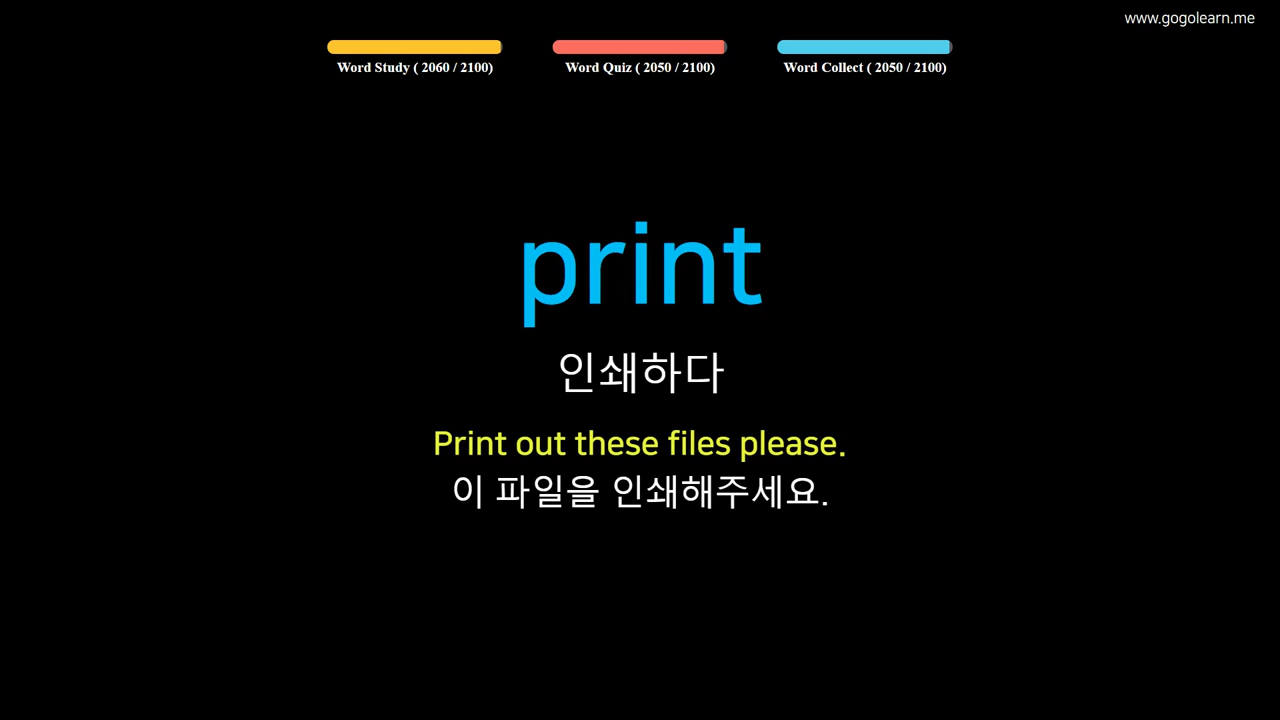 www.gogolearn.me
Word Study ( 2060 / 2100)
Word Quiz ( 2050 / 2100)
Word Collect ( 2050 / 2100)
print
인쇄하다
Print out these files please.
이 파일을 인쇄해주세요.